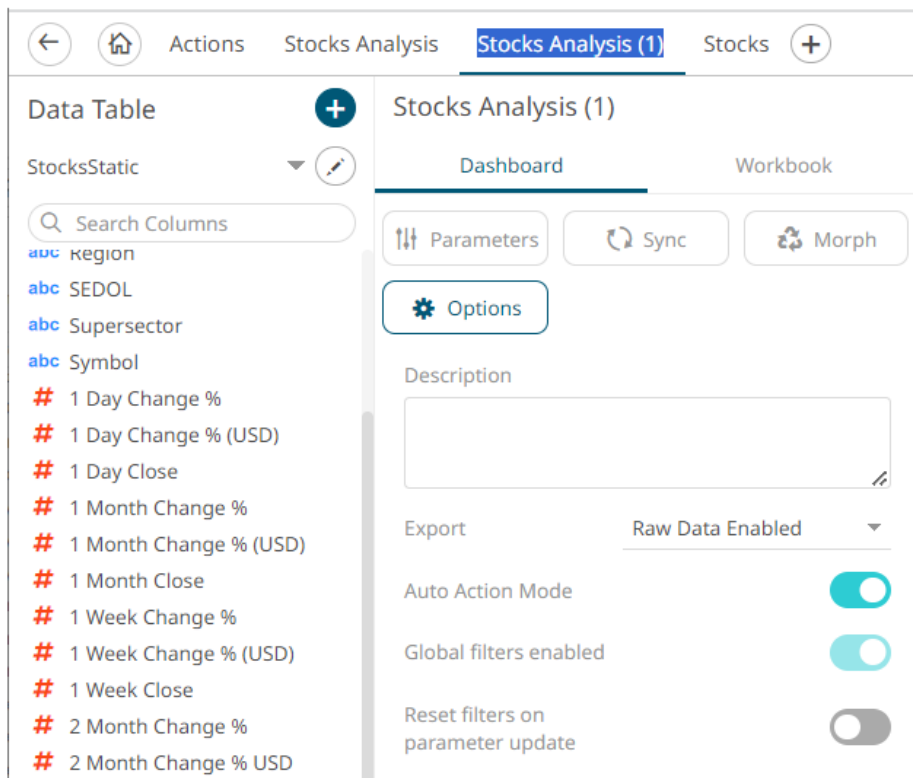 Actions Stocks Analysis Stocks Analysis (1) Stocks
Data Table
StocksStatic
Search Columns
abc Region
abc SEDOL
abc Supersector
abc Symbol
# 1 Day Change %
# 1 Day Change % (USD)
# 1 Day Close
# 1 Month Change %
# 1 Month Change % (USD)
# 1 Month Close
# 1 Week Change %
# 1 Week Change % (USD)
# 1 Week Close
# 2 Month Change %
# 2 Month Change % USD
Stocks Analysis (1)
Dashboard Workbook
Parameters Sync Morph
Options
Description
Export Raw Data Enabled
Auto Action Mode
Global filters enabled
Reset filters on
parameter update